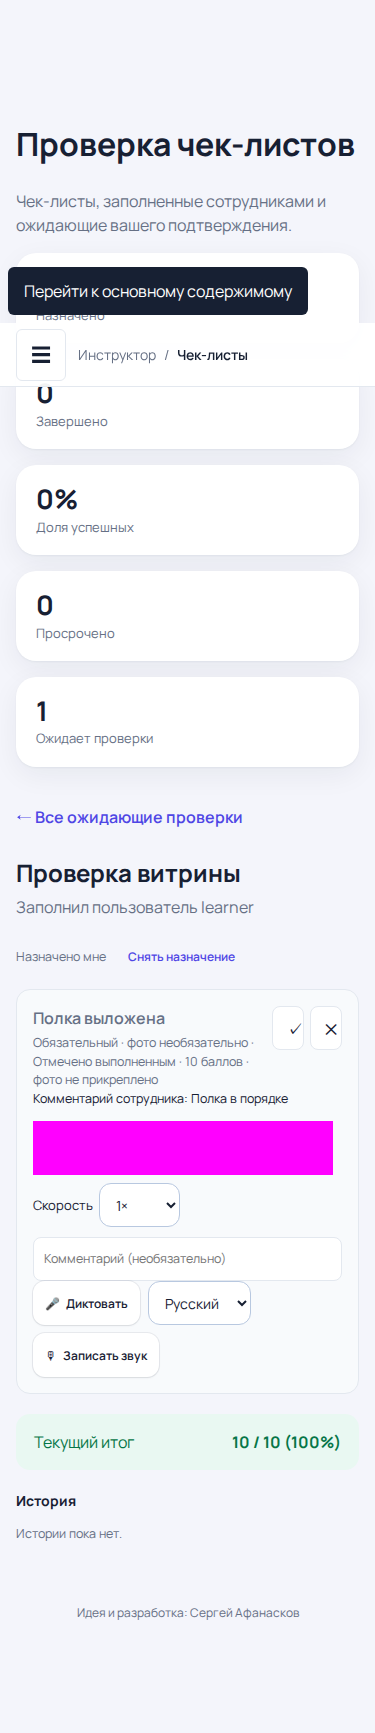 Проверка чек-листов
Чек-листы, заполненные сотрудниками и
ожидающие вашего подтверждения.
Перейти к основному содержимому
Назначено
Инструктор / Чек-листы
0
Завершено
0%
Доля успешных
0
Просрочено
1
Ожидает проверки
← Все ожидающие проверки
Проверка витрины
Заполнил пользователь learner
Назначено мне Снять назначение
Полка выложена
Обязательный · фото необязательно ·
Отмечено выполненным · 10 баллов ·
фото не прикреплено
Комментарий сотрудника: Полка в порядке
Скорость 1×
Комментарий (необязательно)
🎤 Диктовать Русский
🎙 Записать звук
Текущий итог 10 / 10 (100%)
История
Истории пока нет.
Идея и разработка: Сергей Афанасков